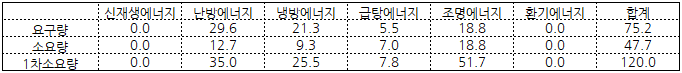 신재생에너지 난방에너지 냉방에너지 급탕에너지 조명에너지 환기에너지 합계
요구량 0.0 29.6 21.3 5.5 18.8 0.0 75.2
소요량 0.0 12.7 9.3 7.0 18.8 0.0 47.7
1차소요량 0.0 35.0 25.5 7.8 51.7 0.0 120.0